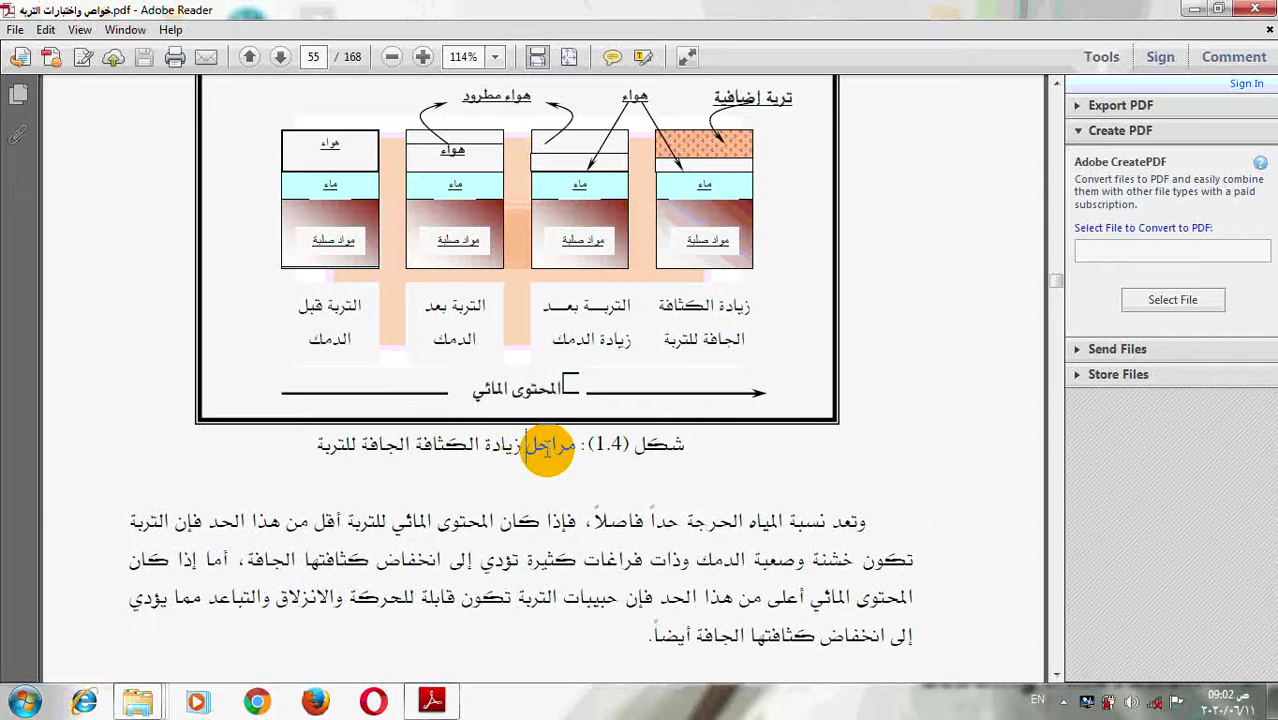 خواص واختبارات التربه.pdf - Adobe Reader
File Edit View Window Help
55 / 168 114% Tools Sign Comment
Sign In
Export PDF
Create PDF
Adobe CreatePDF
Convert files to PDF and easily combine
them with other file types with a paid
subscription.
Select File to Convert to PDF:
Select File
Send Files
Store Files
تربة إضافية هواء هواء مطرود
هواء هواء
ماء ماء ماء ماء
مواد صلبة مواد صلبة مواد صلبة مواد صلبة
زيادة الكثافة التربــة بعــد التربة بعد التربة قبل
الجافة للتربة زيادة الدمك الدمك الدمك
المحتوى المائي
شكل (1.4): مراحل زيادة الكثافة الجافة للتربة
وتعد نسبة المياه الحرجة حداً فاصلاً، فإذا كان المحتوى المائي للتربة أقل من هذا الحد فإن التربة
تكون خشنة وصعبة الدمك وذات فراغات كثيرة تؤدي إلى انخفاض كثافتها الجافة، أما إذا كان
المحتوى المائي أعلى من هذا الحد فإن حبيبات التربة تكون قابلة للحركة والانزلاق والتباعد مما يؤدي
إلى انخفاض كثافتها الجافة أيضاً.
EN
09:02 ص
٢٠٢٠/٠٦/١١